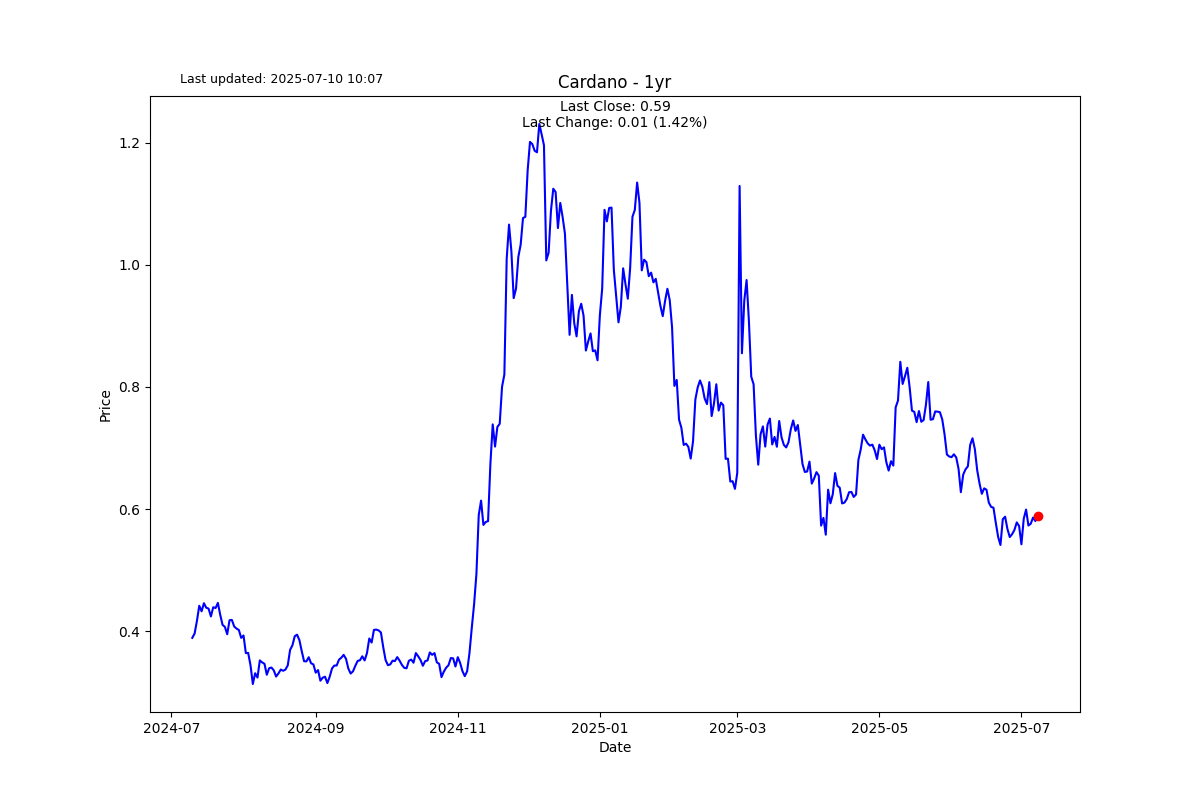 Last updated: 2025-07-10 10:07
Cardano - 1yr
Last Close: 0.59
Last Change: 0.01 (1.42%)
Price
1.2
1.0
0.8
0.6
0.4
2024-07
2024-09
2024-11
2025-01
2025-03
2025-05
2025-07
Date